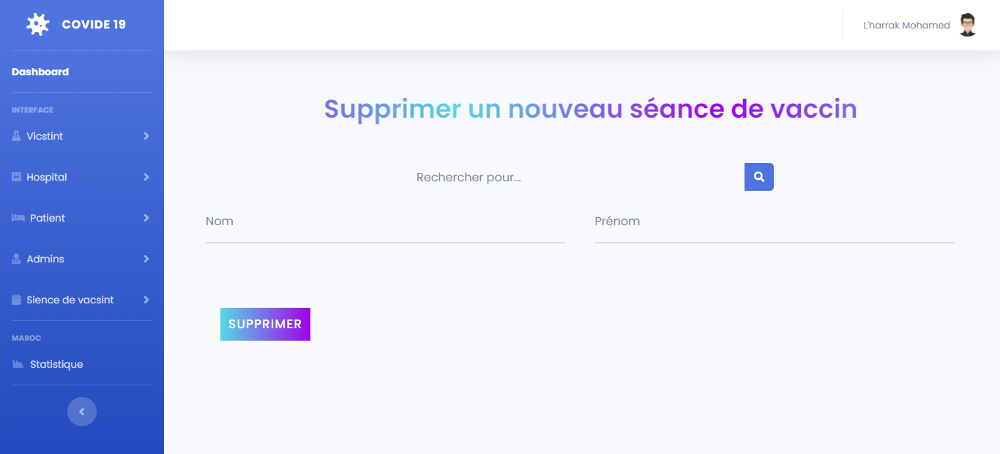 COVIDE 19
L'harrak Mohamed
Dashboard
INTERFACE
Vicstint
Hospital
Patient
Admins
Sience de vacsint
MAROC
Statistique
Supprimer un nouveau séance de vaccin
Rechercher pour...
Nom
Prénom
SUPPRIMER